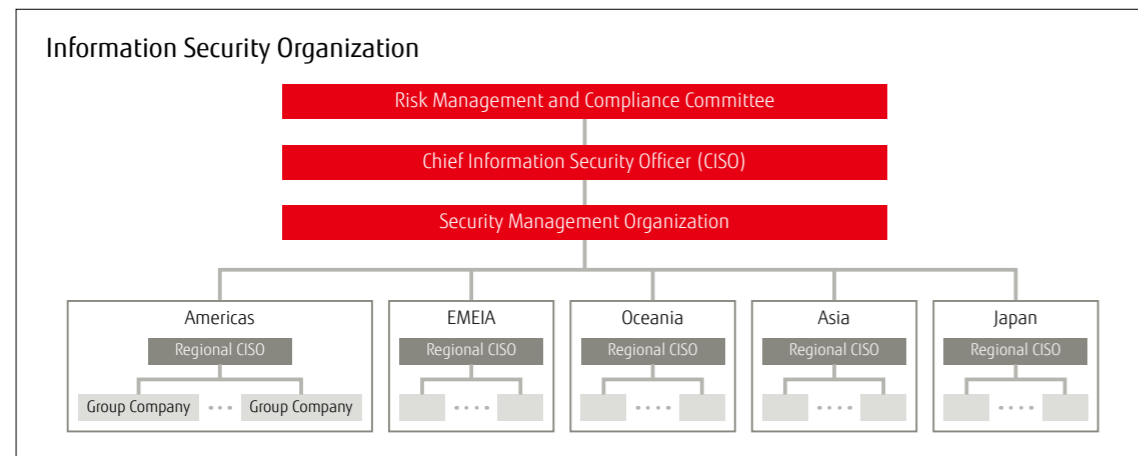 Information Security Organization
Risk Management and Compliance Committee
Chief Information Security Officer (CISO)
Security Management Organization
Americas
EMEIA
Oceania
Asia
Japan
Regional CISO
Regional CISO
Regional CISO
Regional CISO
Regional CISO
Group Company
Group Company